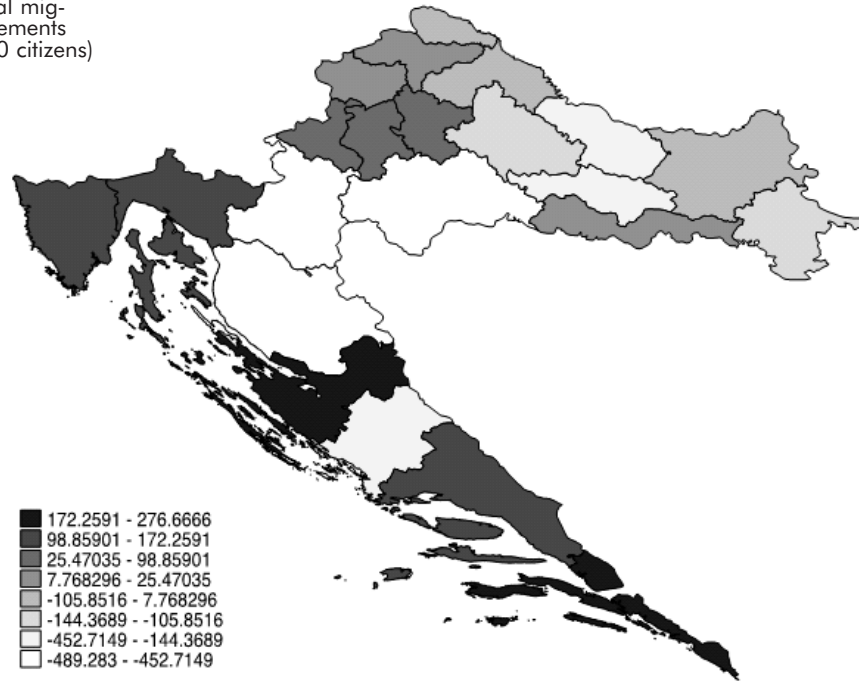 al mig-
ements
0 citizens)
172.2591 - 276.6666
98.85901 - 172.2591
25.47035 - 98.85901
7.768296 - 25.47035
-105.8516 - 7.768296
-144.3689 - -105.8516
-452.7149 - -144.3689
-489.283 - -452.7149